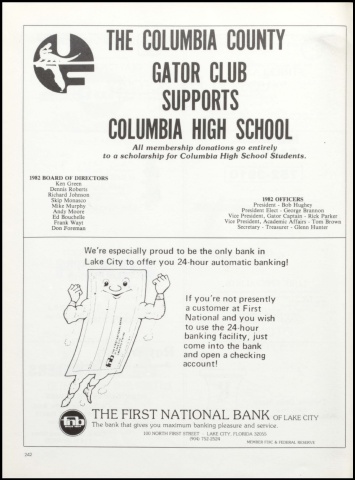 UF
THE COLUMBIA COUNTY
GATOR CLUB
SUPPORTS
COLUMBIA HIGH SCHOOL
All membership donations go entirely
to a scholarship for Columbia High School Students.
1982 BOARD OF DIRECTORS
Ken Green
Dennis Roberts
Richard Johnson
Skip Monasco
Mike Murphy
Andy Moore
Ed Bouchelle
Frank Wayt
Don Foreman
1982 OFFICERS
President - Bob Hughey
President Elect - George Brannon
Vice President, Gator Captain - Rick Parker
Vice President, Academic Affairs - Tom Brown
Secretary - Treasurer - Glenn Hunter
We're especially proud to be the only bank in
Lake City to offer you 24-hour automatic banking!
If you're not presently
a customer at First
National and you wish
to use the 24-hour
banking facility, just
come into the bank
and open a checking
account!
fnb
fnb
THE FIRST NATIONAL BANK OF LAKE CITY
The bank that gives you maximum banking pleasure and service.
100 NORTH FIRST STREET · LAKE CITY, FLORIDA 32055
(904) 752-2524
MEMBER FDIC & FEDERAL RESERVE